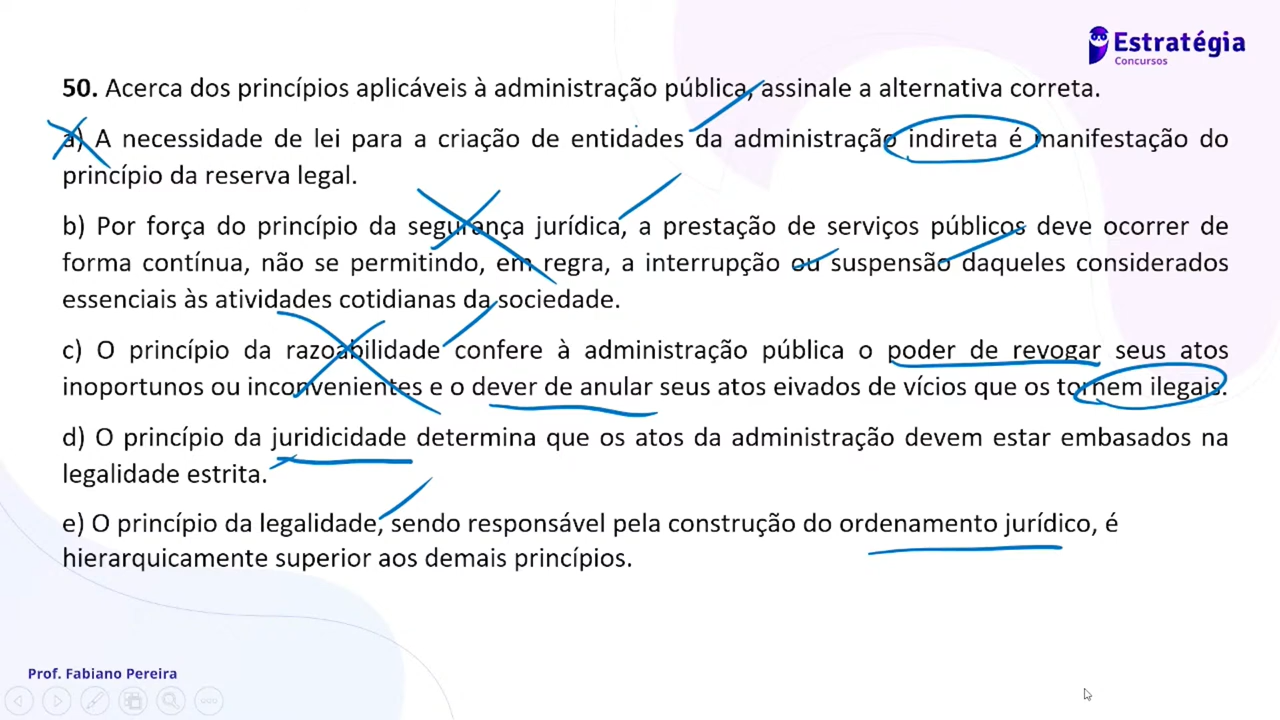 Estratégia
Concursos
50. Acerca dos princípios aplicáveis à administração pública, assinale a alternativa correta.
a) A necessidade de lei para a criação de entidades da administração indireta é manifestação do
princípio da reserva legal.
b) Por força do princípio da segurança jurídica, a prestação de serviços públicos deve ocorrer de
forma contínua, não se permitindo, em regra, a interrupção ou suspensão daqueles considerados
essenciais às atividades cotidianas da sociedade.
c) O princípio da razoabilidade confere à administração pública o poder de revogar seus atos
inoportunos ou inconvenientes e o dever de anular seus atos eivados de vícios que os tornem ilegais.
d) O princípio da juridicidade determina que os atos da administração devem estar embasados na
legalidade estrita.
e) O princípio da legalidade, sendo responsável pela construção do ordenamento jurídico, é
hierarquicamente superior aos demais princípios.
Prof. Fabiano Pereira